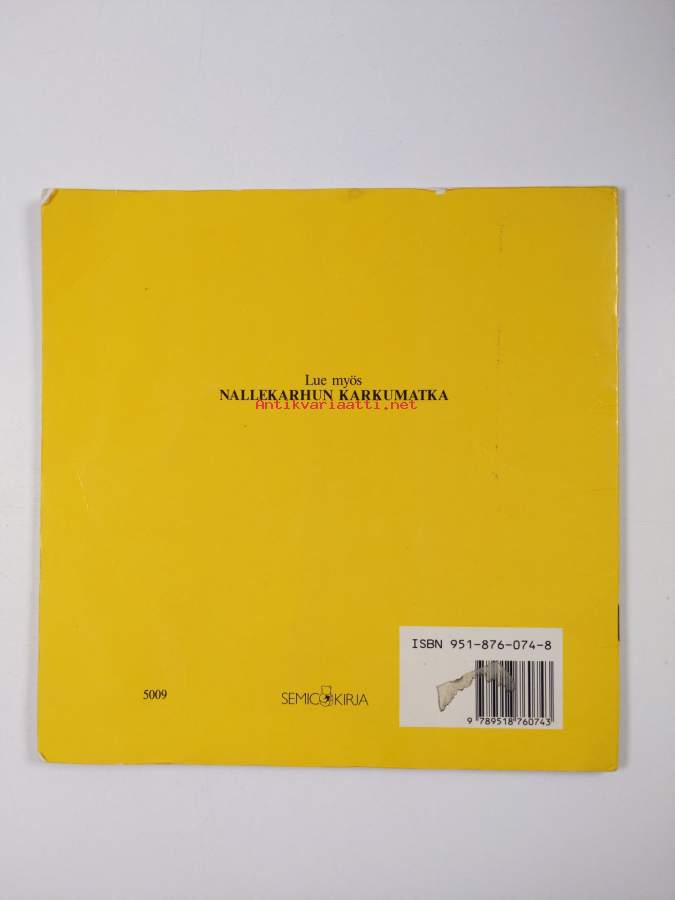 Lue myös
NALLEKARHUN KARKUMATKA
Antikvariaatti.net
ISBN 951-876-074-8
9 789518 760743
5009
SEMIC KIRJA